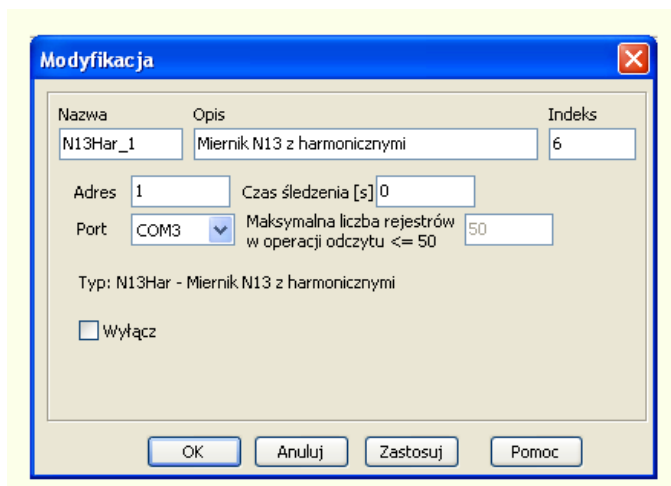 Modyfikacja
Nazwa Opis Indeks
N13Har_1 Miernik N13 z harmonicznymi 6
Adres 1 Czas śledzenia [s] 0
Port COM3 Maksymalna liczba rejestrów
w operacji odczytu <= 50 50
Typ: N13Har - Miernik N13 z harmonicznymi
Wyłącz
OK Anuluj Zastosuj Pomoc